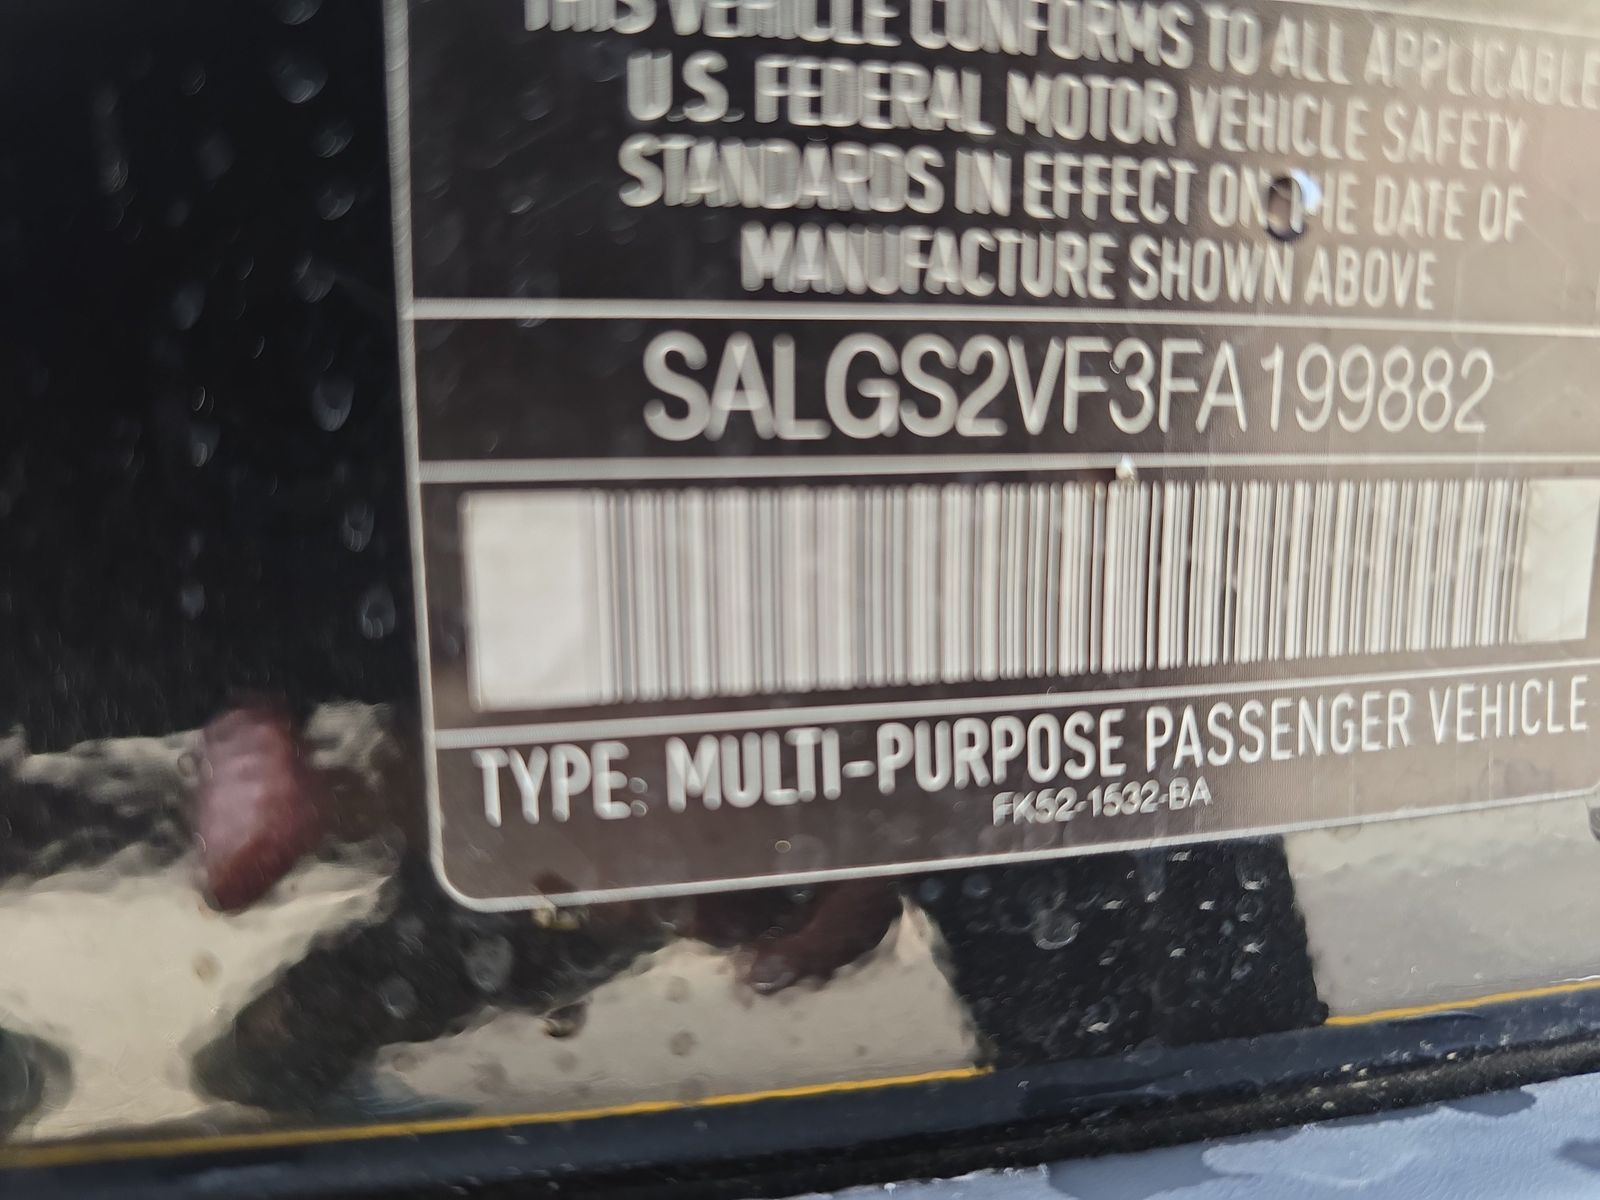 THIS VEHICLE CONFORMS TO ALL APPLICABLE
U.S. FEDERAL MOTOR VEHICLE SAFETY
STANDARDS IN EFFECT ON THE DATE OF
MANUFACTURE SHOWN ABOVE
SALGS2VF3FA199882
TYPE: MULTI-PURPOSE PASSENGER VEHICLE
FK52-1532-BA